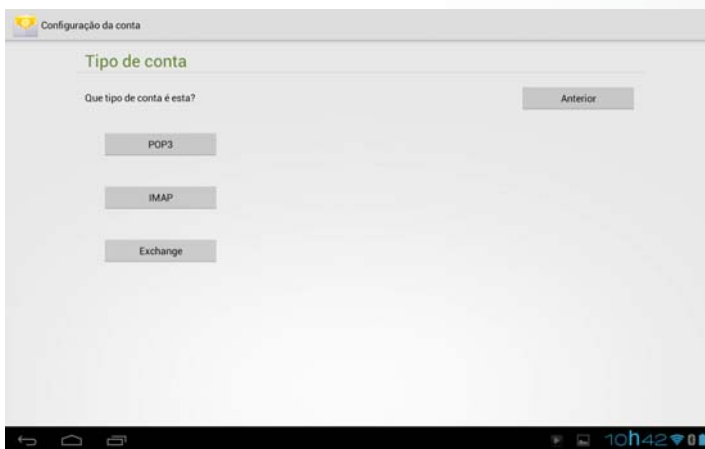 Configuração da conta
Tipo de conta
Que tipo de conta é esta?
Anterior
POP3
IMAP
Exchange
10h42